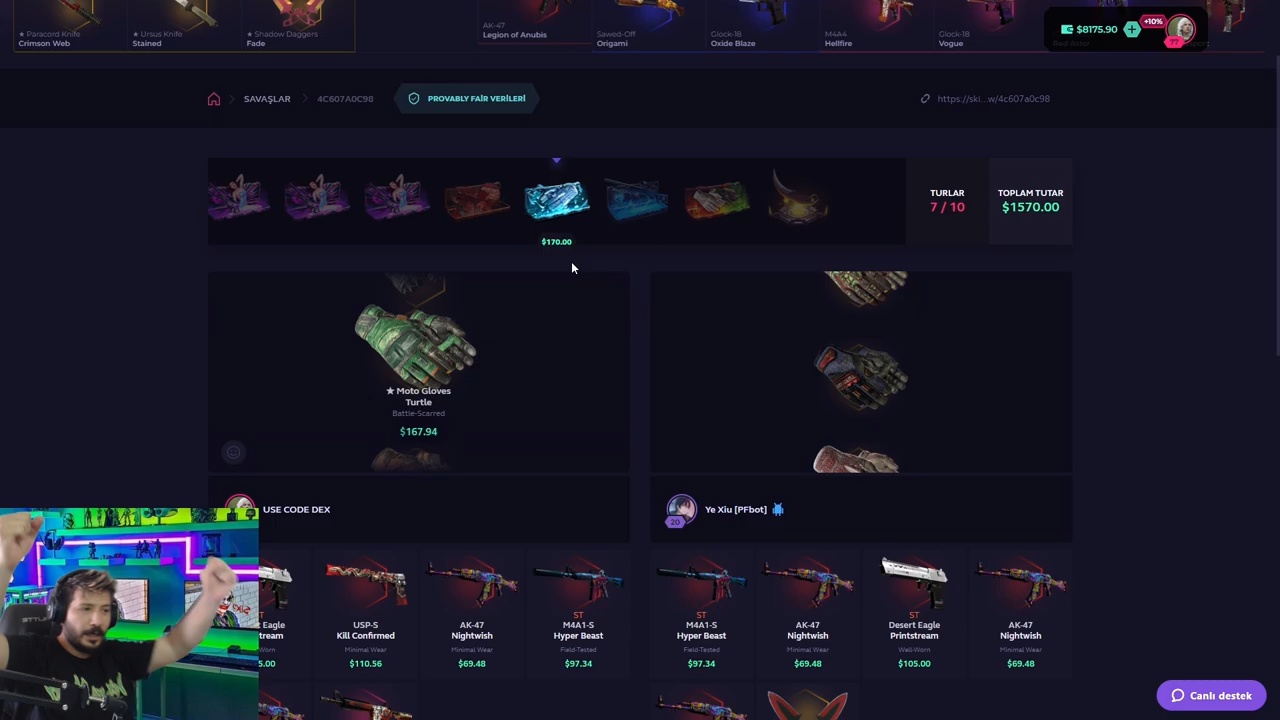 ★ Paracord Knife
Crimson Web
★ Ursus Knife
Stained
★ Shadow Daggers
Fade
AK-47
Legion of Anubis
Sawed-Off
Origami
Glock-18
Oxide Blaze
M4A4
Hellfire
Glock-18
Vogue
$8175.90
+10%
77
SAVAŞLAR
4C607A0C98
PROVABLY FAİR VERİLERİ
https://ski...w/4c607a0c98
TURLAR
7 / 10
TOPLAM TUTAR
$1570.00
$170.00
★ Moto Gloves
Turtle
Battle-Scarred
$167.94
USE CODE DEX
20
Ye Xiu [PFbot]
USP-S
Kill Confirmed
Minimal Wear
$110.56
AK-47
Nightwish
Minimal Wear
$69.48
ST
M4A1-S
Hyper Beast
Field-Tested
$97.34
ST
M4A1-S
Hyper Beast
Field-Tested
$97.34
AK-47
Nightwish
Minimal Wear
$69.48
ST
Desert Eagle
Printstream
Well-Worn
$105.00
AK-47
Nightwish
Minimal Wear
$69.48
Canlı destek